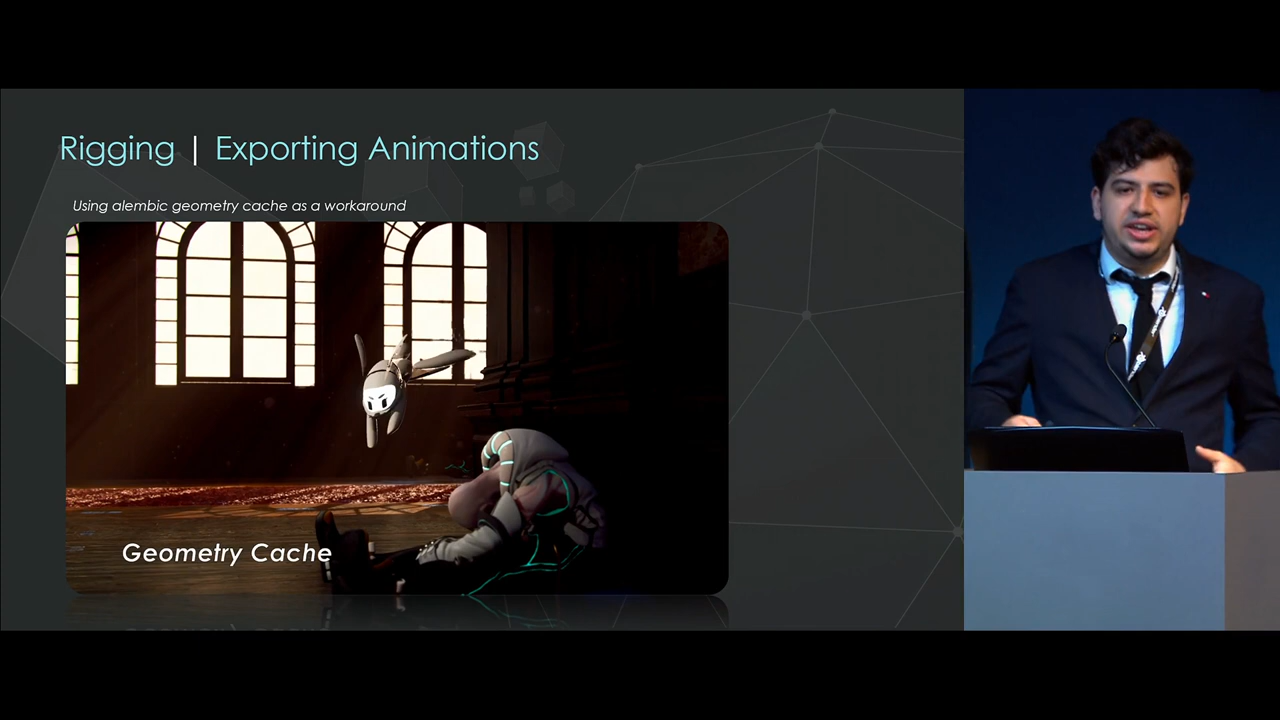 Rigging | Exporting Animations
Using alembic geometry cache as a workaround
Geometry Cache